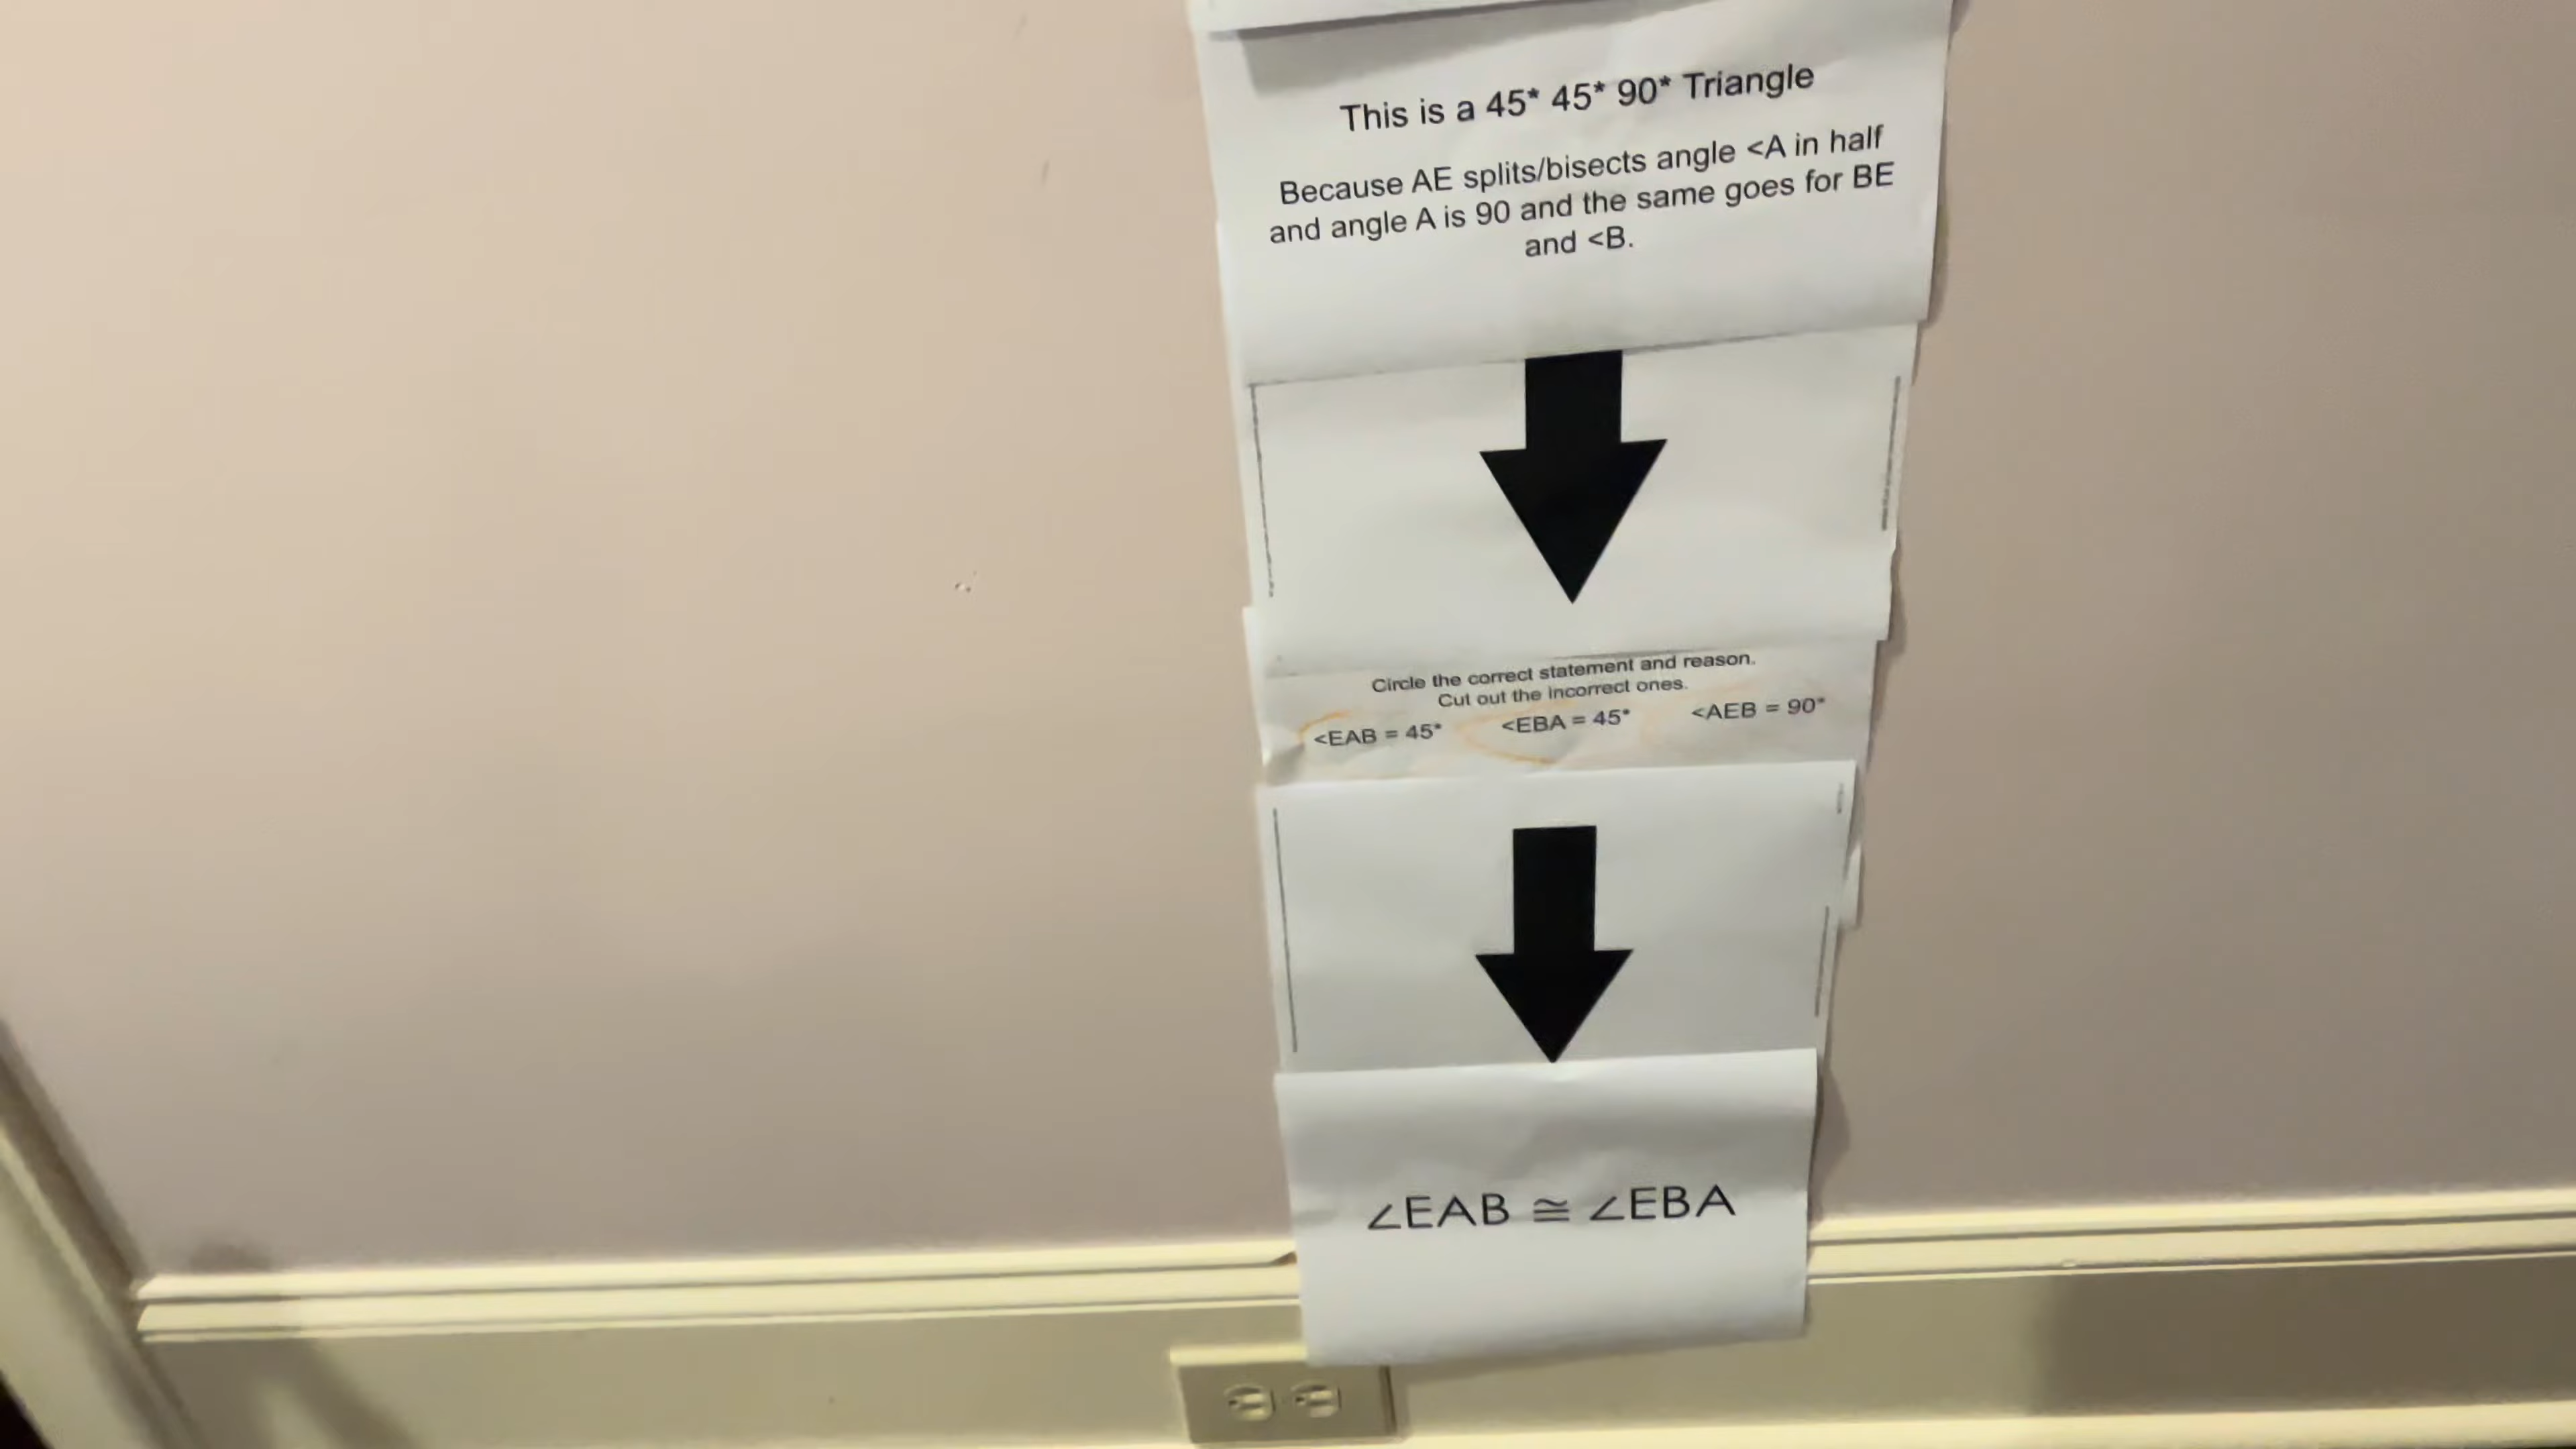 This is a 45* 45* 90* Triangle
Because AE splits/bisects angle <A in half
and angle A is 90 and the same goes for BE
and <B.
Circle the correct statement and reason.
Cut out the incorrect ones.
<EAB = 45* <EBA = 45* <AEB = 90*
∠EAB ≅ ∠EBA